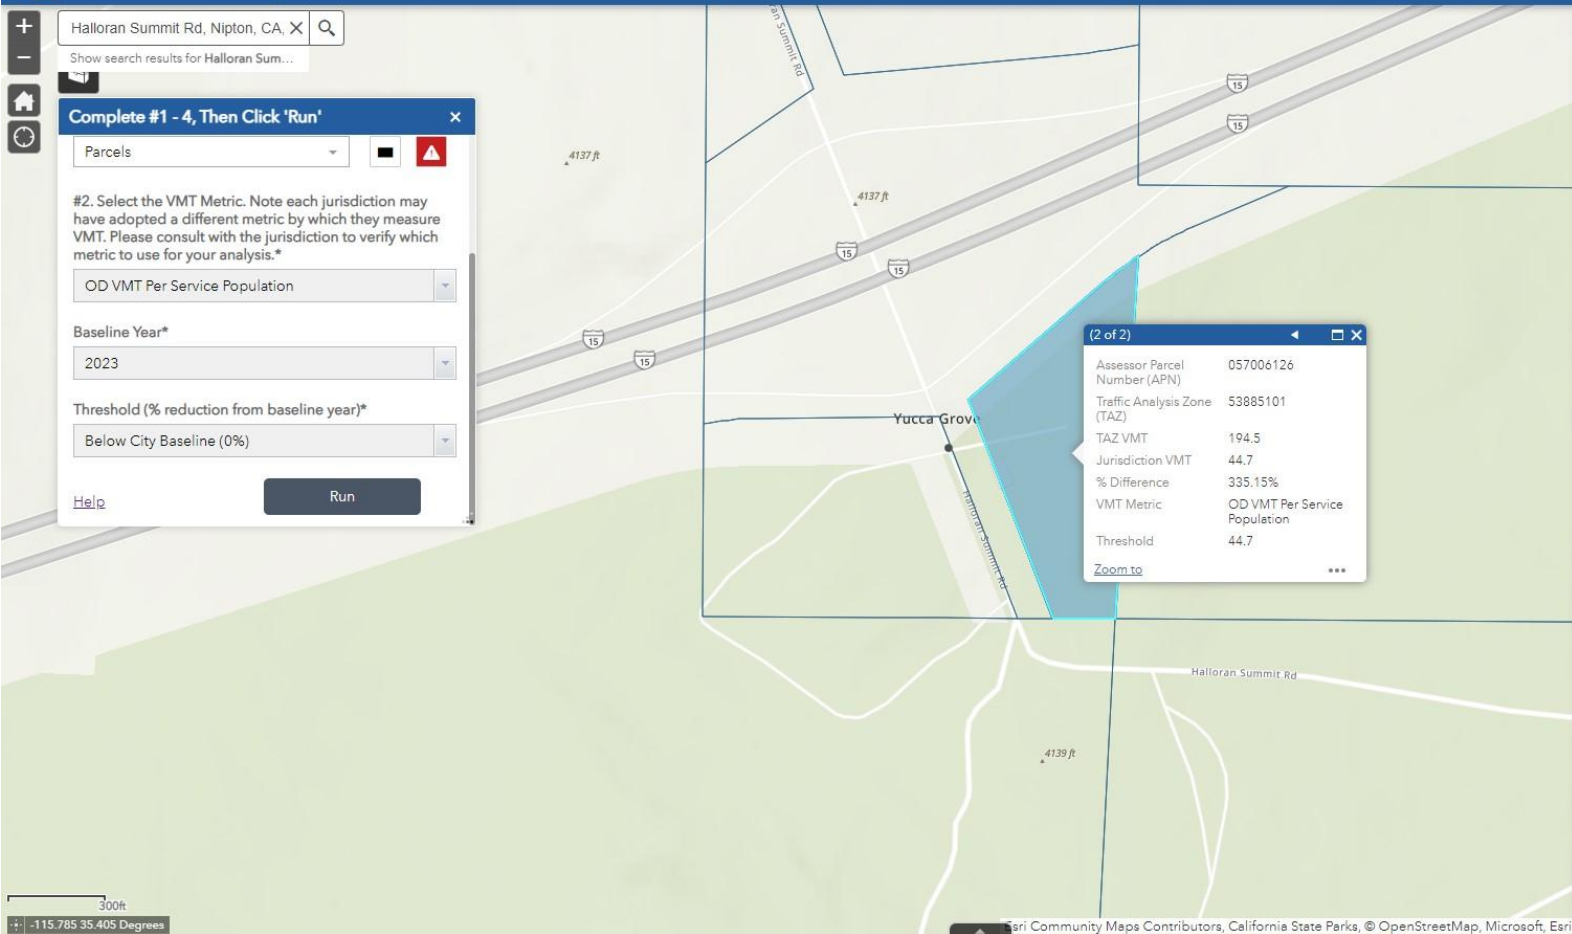 +
Halloran Summit Rd, Nipton, CA,
Show search results for Halloran Sum...
−
Complete #1 - 4, Then Click 'Run'
Parcels
#2. Select the VMT Metric. Note each jurisdiction may
have adopted a different metric by which they measure
VMT. Please consult with the jurisdiction to verify which
metric to use for your analysis.*
OD VMT Per Service Population
Baseline Year*
2023
Threshold (% reduction from baseline year)*
Below City Baseline (0%)
Help
Run
an Summit Rd
15
15
4137 ft
4137 ft
15
15
15
15
Yucca Grove
Halloran Summit Rd
(2 of 2)
Assessor Parcel
Number (APN)
057006126
Traffic Analysis Zone
(TAZ)
53885101
TAZ VMT
194.5
Jurisdiction VMT
44.7
% Difference
335.15%
VMT Metric
OD VMT Per Service
Population
Threshold
44.7
Zoom to
Halloran Summit Rd
4139 ft
300ft
-115.785 35.405 Degrees
Esri Community Maps Contributors, California State Parks, © OpenStreetMap, Microsoft, Esri